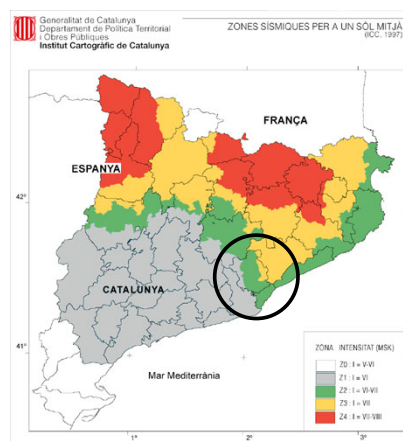 Generalitat de Catalunya
Departament de Política Territorial
i Obres Públiques
Institut Cartogràfic de Catalunya
ZONES SÍSMIQUES PER A UN SÒL MITJÀ
(ICC, 1997)
FRANÇA
ESPANYA
42°
CATALUNYA
41°
Mar Mediterrània
ZONA : INTENSITAT (MSK)
Z0 : I = V-VI
Z1 : I = VI
Z2 : I = VI-VII
Z3 : I = VII
Z4 : I = VII-VIII
1° 2° 3°